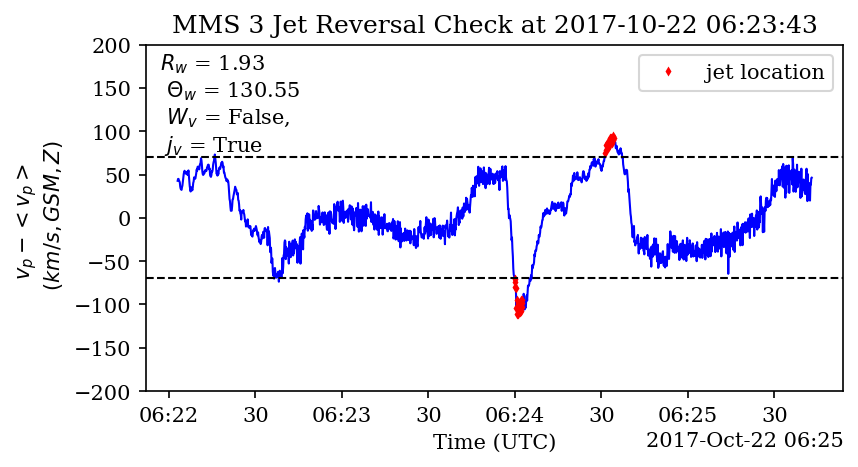 MMS 3 Jet Reversal Check at 2017-10-22 06:23:43
R_w = 1.93
Θ_w = 130.55
W_v = False,
j_v = True
jet location
v_p − < v_p >
(km/s, GSM, Z)
200
150
100
50
0
−50
−100
−150
−200
06:22 30 06:23 30 06:24 30 06:25 30
Time (UTC)
2017-Oct-22 06:25